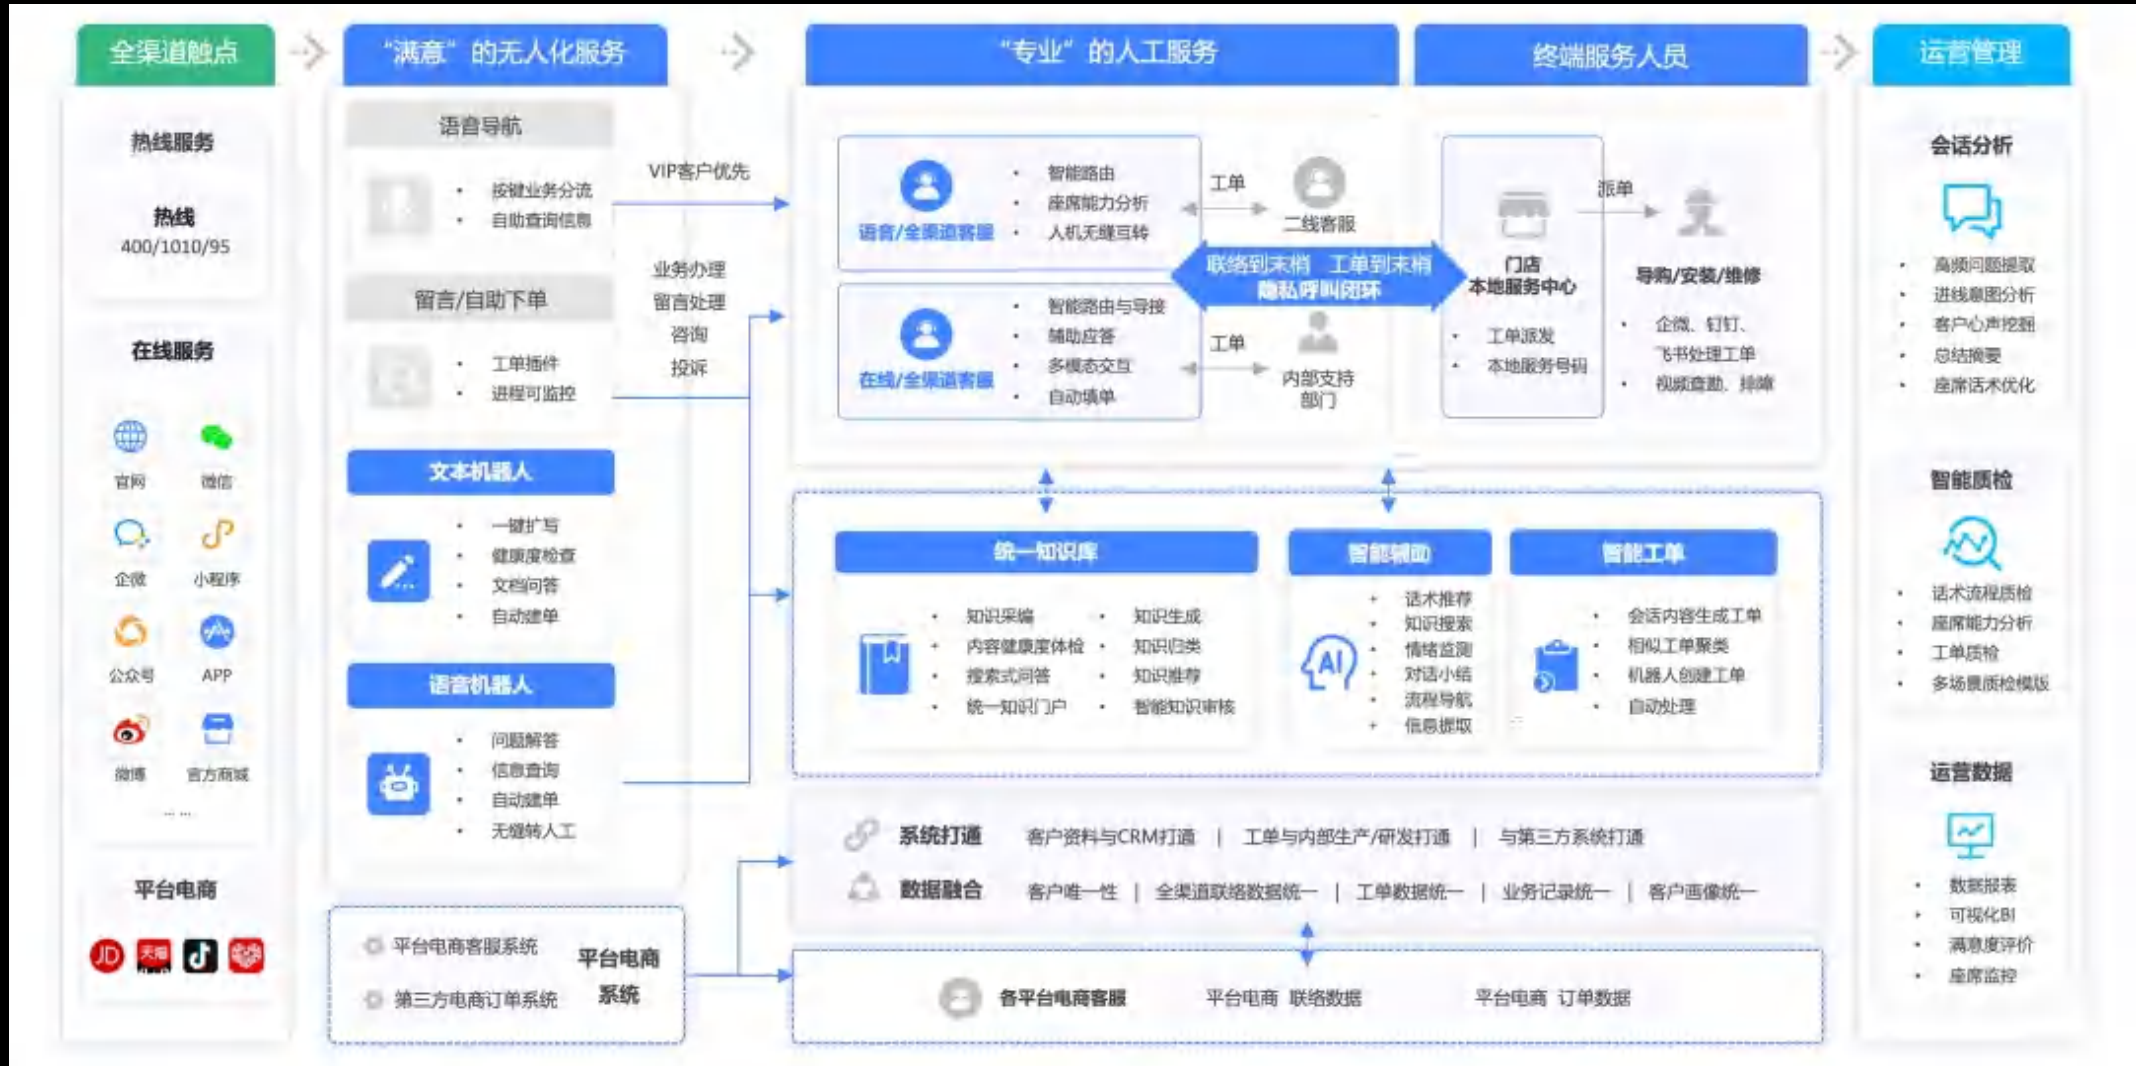 全渠道触点
“满意”的无人化服务
“专业”的人工服务
终端服务人员
运营管理
热线服务
热线
400/1010/95
在线服务
官网
微信
企微
小程序
公众号
APP
微博
官方商城
... ...
平台电商
JD
天猫
语音导航
按键业务分流
自助查询信息
留言/自助下单
工单插件
进程可监控
文本机器人
一键扩写
健康度检查
文档问答
自动建单
语音机器人
问题解答
信息查询
自动建单
无缝转人工
平台电商客服系统
第三方电商订单系统
平台电商
系统
VIP客户优先
业务办理
留言处理
咨询
投诉
语音/全渠道客服
智能路由
座席能力分析
人机无缝互转
在线/全渠道客服
智能路由与导接
辅助应答
多模态交互
自动填单
工单
二线客服
联络到末梢 工单到末梢
隐私呼叫闭环
工单
内部支持
部门
门店
本地服务中心
工单派发
本地服务号码
派单
导购/安装/维修
企微、钉钉、
飞书处理工单
视频查勘、排障
统一知识库
知识采编
内容健康度体检
搜索式问答
统一知识门户
知识生成
知识归类
知识推荐
智能知识审核
智能辅助
AI
话术推荐
知识搜索
情绪监测
对话小结
流程导航
信息提取
智能工单
会话内容生成工单
相似工单聚类
机器人创建工单
自动处理
系统打通 客户资料与CRM打通 | 工单与内部生产/研发打通 | 与第三方系统打通
数据融合 客户唯一性 | 全渠道联络数据统一 | 工单数据统一 | 业务记录统一 | 客户画像统一
各平台电商客服 平台电商 联络数据 平台电商 订单数据
会话分析
高频问题提取
进线意图分析
客户心声挖掘
总结摘要
座席话术优化
智能质检
话术流程质检
座席能力分析
工单质检
多场景质检模版
运营数据
数据报表
可视化BI
满意度评价
座席监控